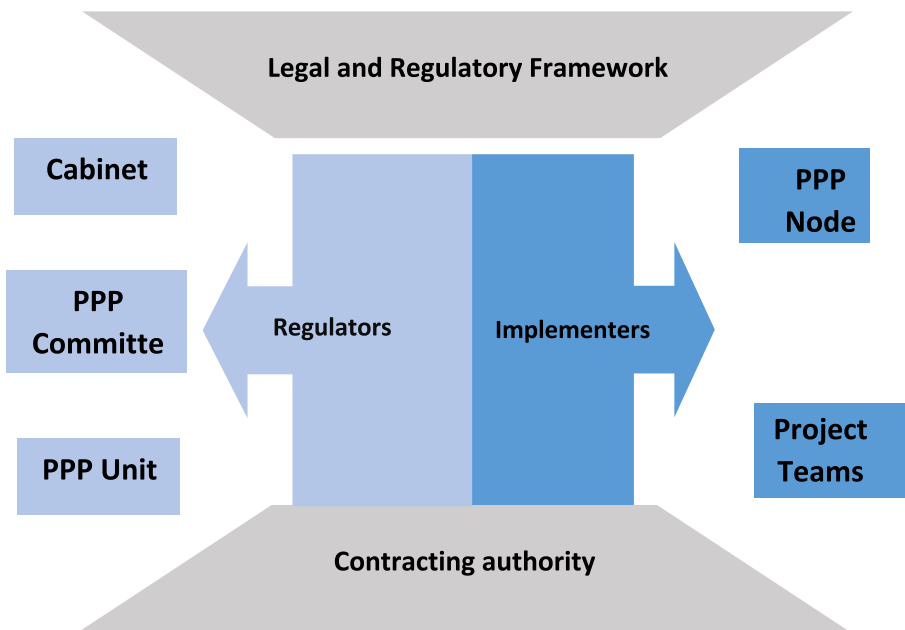 Legal and Regulatory Framework
Cabinet
PPP
Committe
PPP Unit
Regulators
Implementers
PPP
Node
Project
Teams
Contracting authority